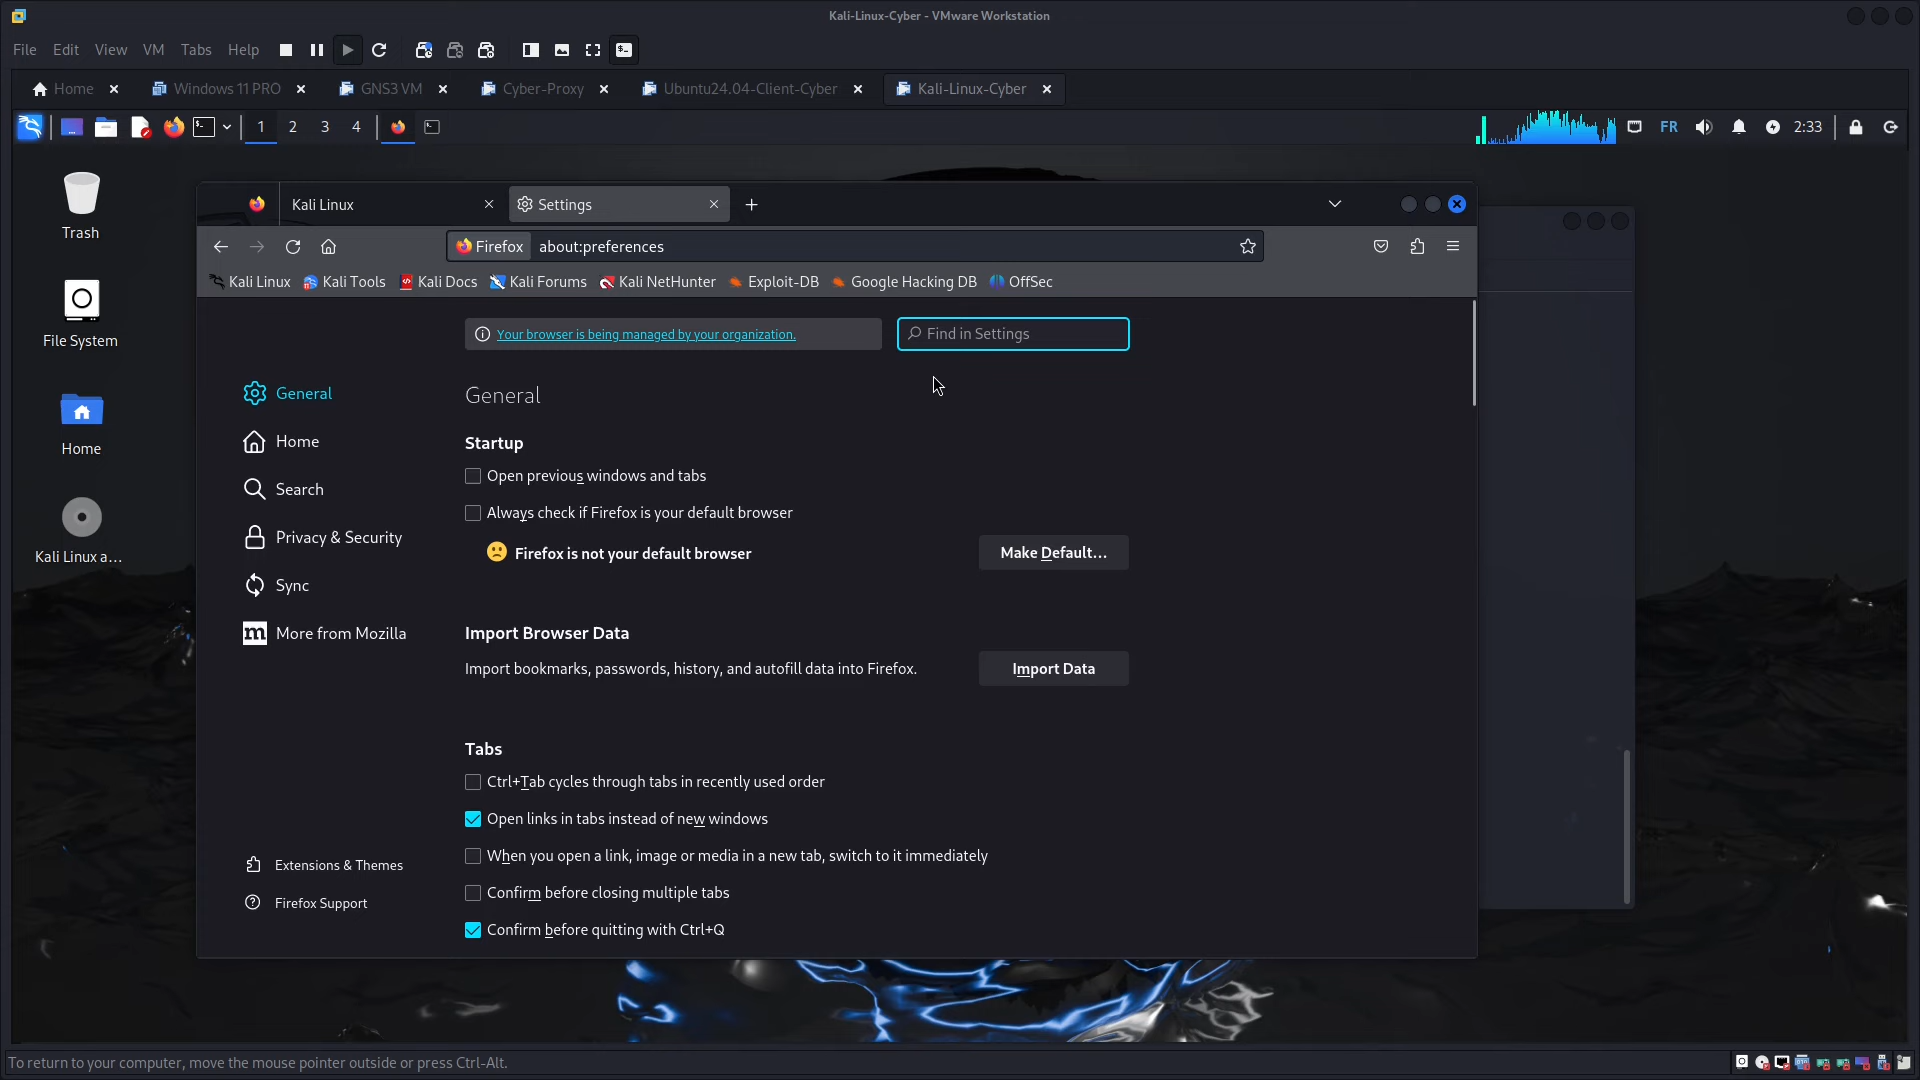 Kali-Linux-Cyber - VMware Workstation
File Edit View VM Tabs Help
Home Windows 11 PRO GNS3 VM Cyber-Proxy Ubuntu24.04-Client-Cyber Kali-Linux-Cyber
1 2 3 4 FR 2:33
Trash
File System
Home
Kali Linux a...
Kali Linux Settings
Firefox about:preferences
Kali Linux Kali Tools Kali Docs Kali Forums Kali NetHunter Exploit-DB Google Hacking DB OffSec
Your browser is being managed by your organization. Find in Settings
General
Home
Search
Privacy & Security
Sync
More from Mozilla
Extensions & Themes
Firefox Support
General
Startup
Open previous windows and tabs
Always check if Firefox is your default browser
Firefox is not your default browser Make Default...
Import Browser Data
Import bookmarks, passwords, history, and autofill data into Firefox. Import Data
Tabs
Ctrl+Tab cycles through tabs in recently used order
Open links in tabs instead of new windows
When you open a link, image or media in a new tab, switch to it immediately
Confirm before closing multiple tabs
Confirm before quitting with Ctrl+Q
To return to your computer, move the mouse pointer outside or press Ctrl-Alt.